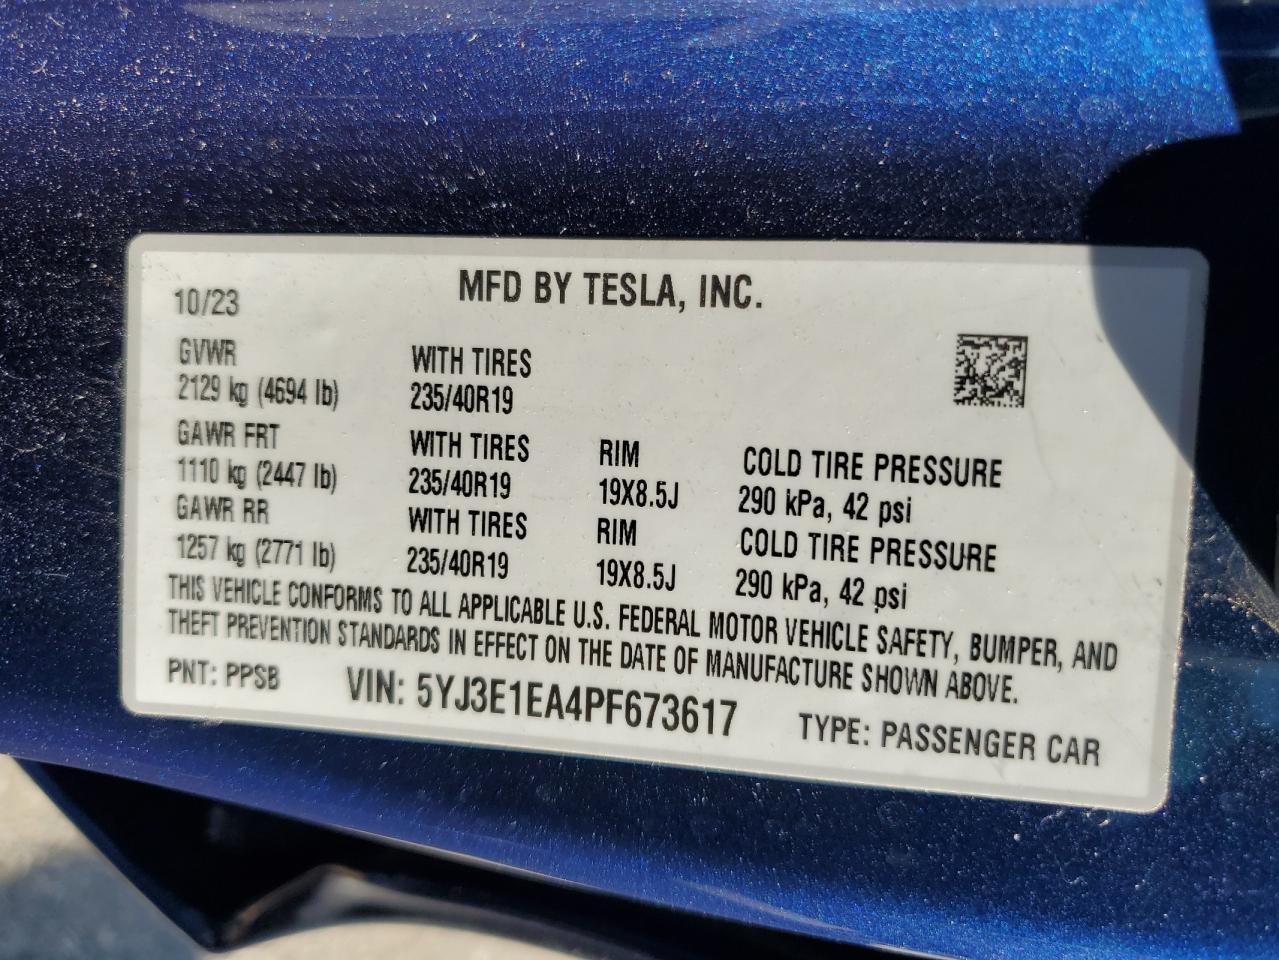 MFD BY TESLA, INC.
10/23
GVWR
2129 kg (4694 lb)
WITH TIRES
235/40R19
GAWR FRT
1110 kg (2447 lb)
WITH TIRES
235/40R19
RIM
19X8.5J
COLD TIRE PRESSURE
290 kPa, 42 psi
GAWR RR
1257 kg (2771 lb)
WITH TIRES
235/40R19
RIM
19X8.5J
COLD TIRE PRESSURE
290 kPa, 42 psi
THIS VEHICLE CONFORMS TO ALL APPLICABLE U.S. FEDERAL MOTOR VEHICLE SAFETY, BUMPER, AND
THEFT PREVENTION STANDARDS IN EFFECT ON THE DATE OF MANUFACTURE SHOWN ABOVE.
PNT: PPSB
VIN: 5YJ3E1EA4PF673617
TYPE: PASSENGER CAR